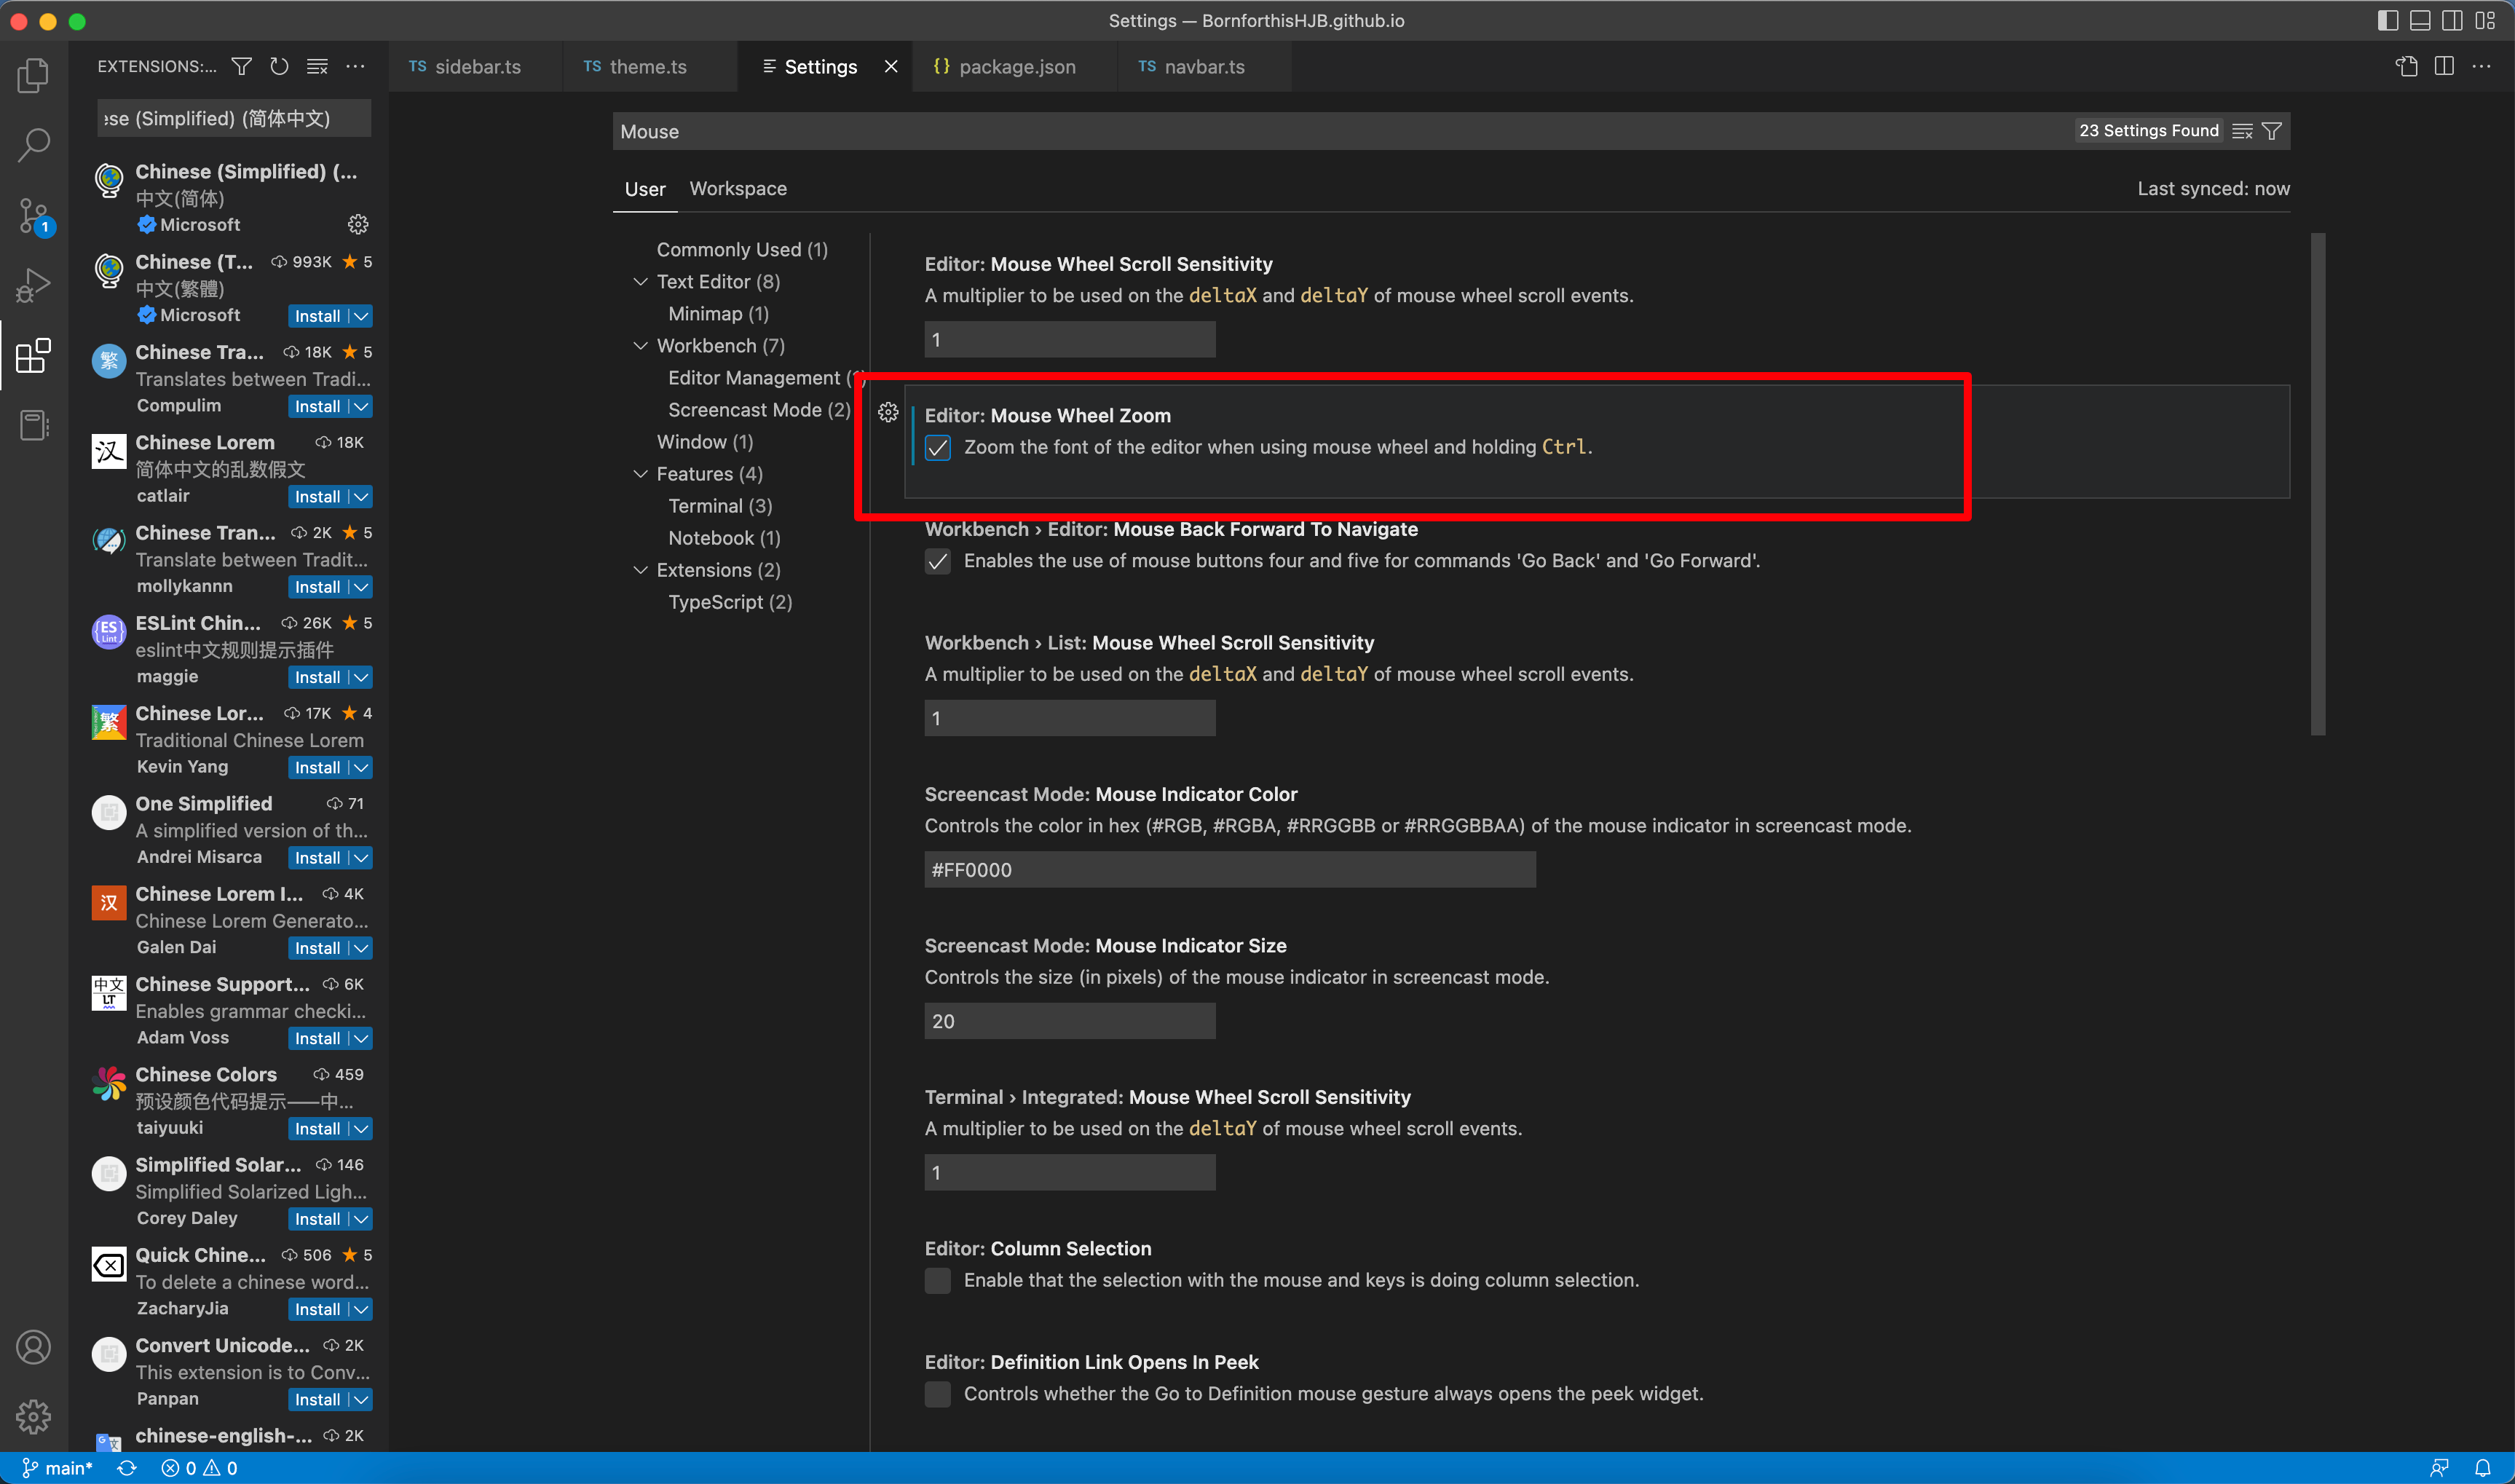 Settings — BornforthisHJB.github.io
EXTENSIONS:...
TS sidebar.ts
TS theme.ts
Settings
{} package.json
TS navbar.ts
ese (Simplified) (简体中文)
Chinese (Simplified) (...
中文(简体)
Microsoft
Chinese (T... 993K 5
中文(繁體)
Microsoft Install
繁
Chinese Tra... 18K 5
Translates between Tradi...
Compulim Install
汉
Chinese Lorem 18K
简体中文的乱数假文
catlair Install
Chinese Tran... 2K 5
Translate between Tradit...
mollykannn Install
{ES}
Lint
ESLint Chin... 26K 5
eslint中文规则提示插件
maggie Install
繁
Chinese Lor... 17K 4
Traditional Chinese Lorem
Kevin Yang Install
One Simplified 71
A simplified version of th...
Andrei Misarca Install
汉
Chinese Lorem I... 4K
Chinese Lorem Generato...
Galen Dai Install
中文
LT
Chinese Support... 6K
Enables grammar checki...
Adam Voss Install
Chinese Colors 459
预设颜色代码提示——中...
taiyuuki Install
Simplified Solar... 146
Simplified Solarized Ligh...
Corey Daley Install
Quick Chine... 506 5
To delete a chinese word...
ZacharyJia Install
Convert Unicode... 2K
This extension is to Conv...
Panpan Install
G 文
chinese-english-... 2K
Mouse
23 Settings Found
User Workspace
Last synced: now
Commonly Used (1)
Text Editor (8)
Minimap (1)
Workbench (7)
Editor Management (1)
Screencast Mode (2)
Window (1)
Features (4)
Terminal (3)
Notebook (1)
Extensions (2)
TypeScript (2)
Editor: Mouse Wheel Scroll Sensitivity
A multiplier to be used on the deltaX and deltaY of mouse wheel scroll events.
1
Editor: Mouse Wheel Zoom
Zoom the font of the editor when using mouse wheel and holding Ctrl.
Workbench › Editor: Mouse Back Forward To Navigate
Enables the use of mouse buttons four and five for commands 'Go Back' and 'Go Forward'.
Workbench › List: Mouse Wheel Scroll Sensitivity
A multiplier to be used on the deltaX and deltaY of mouse wheel scroll events.
1
Screencast Mode: Mouse Indicator Color
Controls the color in hex (#RGB, #RGBA, #RRGGBB or #RRGGBBAA) of the mouse indicator in screencast mode.
#FF0000
Screencast Mode: Mouse Indicator Size
Controls the size (in pixels) of the mouse indicator in screencast mode.
20
Terminal › Integrated: Mouse Wheel Scroll Sensitivity
A multiplier to be used on the deltaY of mouse wheel scroll events.
1
Editor: Column Selection
Enable that the selection with the mouse and keys is doing column selection.
Editor: Definition Link Opens In Peek
Controls whether the Go to Definition mouse gesture always opens the peek widget.
1
main* 0 0